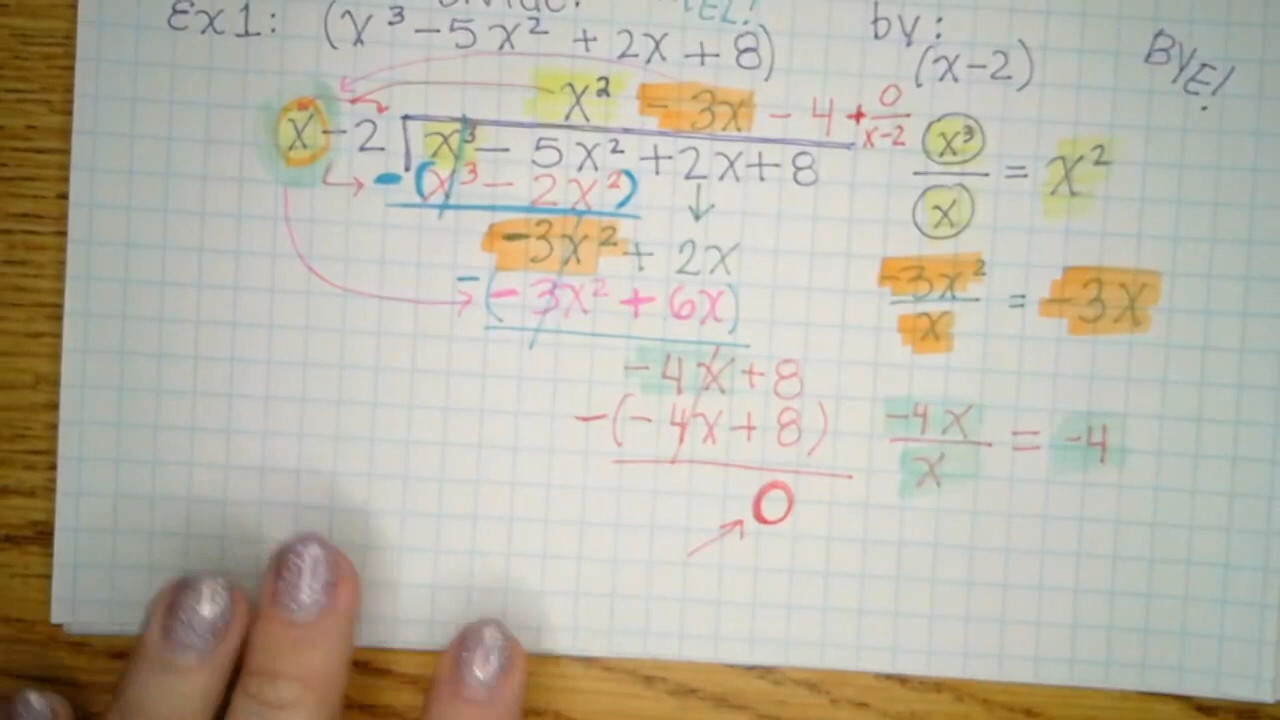 Ex1: (x³ - 5x² + 2x + 8) by: (x-2) BYE!
x² - 3x - 4 + 0/(x-2)
x - 2 | x³ - 5x² + 2x + 8
-(x³ - 2x²)
-3x² + 2x
-(-3x² + 6x)
-4x + 8
-(-4x + 8)
0
x³/x = x²
-3x²/x = -3x
-4x/x = -4